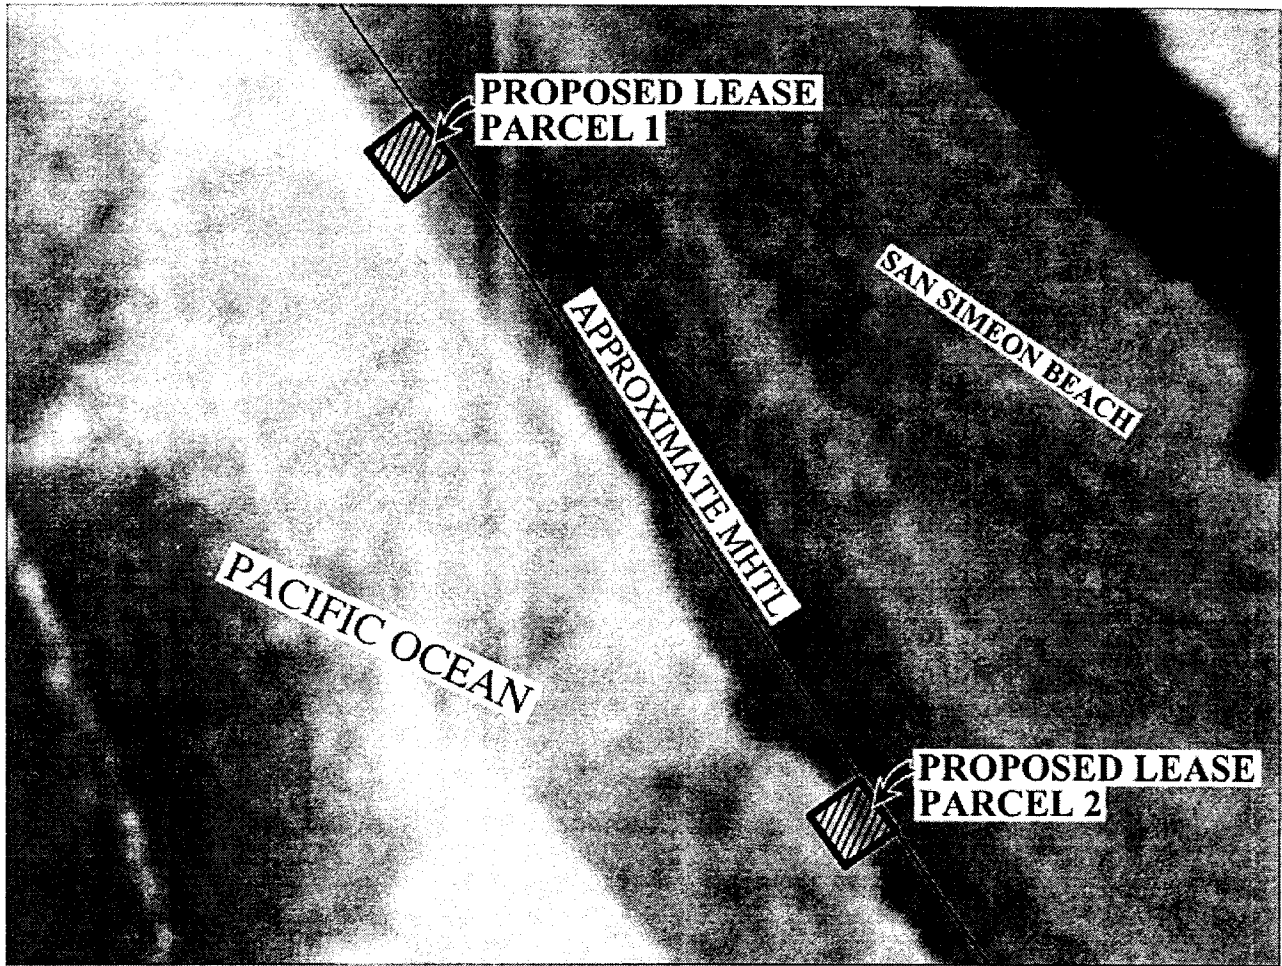 PROPOSED LEASE
PARCEL 1
SAN SIMEON BEACH
APPROXIMATE MHTL
PACIFIC OCEAN
PROPOSED LEASE
PARCEL 2